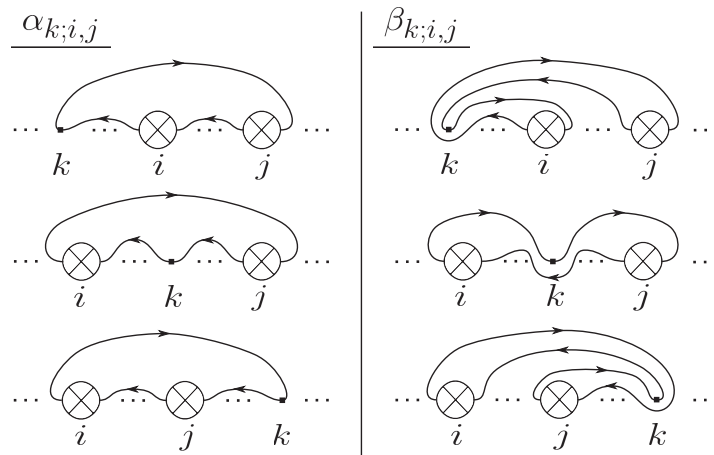 α_{k;i,j} β_{k;i,j}
··· ··· ··· ··· ··· ··· ··
k i j k i j
··· ··· ··· ··· ··· ··· ··
i k j i k j
··· ··· ··· ··· ··· ··· ··
i j k i j k